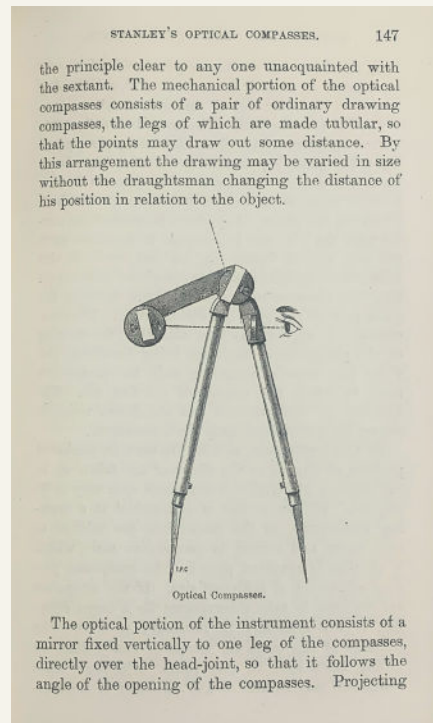 STANLEY'S OPTICAL COMPASSES. 147
the principle clear to any one unacquainted with
the sextant. The mechanical portion of the optical
compasses consists of a pair of ordinary drawing
compasses, the legs of which are made tubular, so
that the points may draw out some distance. By
this arrangement the drawing may be varied in size
without the draughtsman changing the distance of
his position in relation to the object.
Optical Compasses.
The optical portion of the instrument consists of a
mirror fixed vertically to one leg of the compasses,
directly over the head-joint, so that it follows the
angle of the opening of the compasses. Projecting